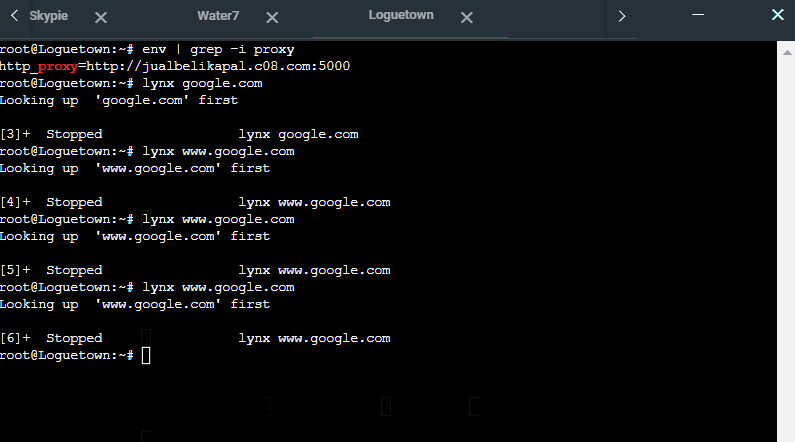 Skypie Water7 Loguetown
root@Loguetown:~# env | grep -i proxy
http_proxy=http://jualbelikapal.c08.com:5000
root@Loguetown:~# lynx google.com
Looking up  'google.com' first
[3]+  Stopped                 lynx google.com
root@Loguetown:~# lynx www.google.com
Looking up  'www.google.com' first
[4]+  Stopped                 lynx www.google.com
root@Loguetown:~# lynx www.google.com
Looking up  'www.google.com' first
[5]+  Stopped                 lynx www.google.com
root@Loguetown:~# lynx www.google.com
Looking up  'www.google.com' first
[6]+  Stopped                 lynx www.google.com
root@Loguetown:~#